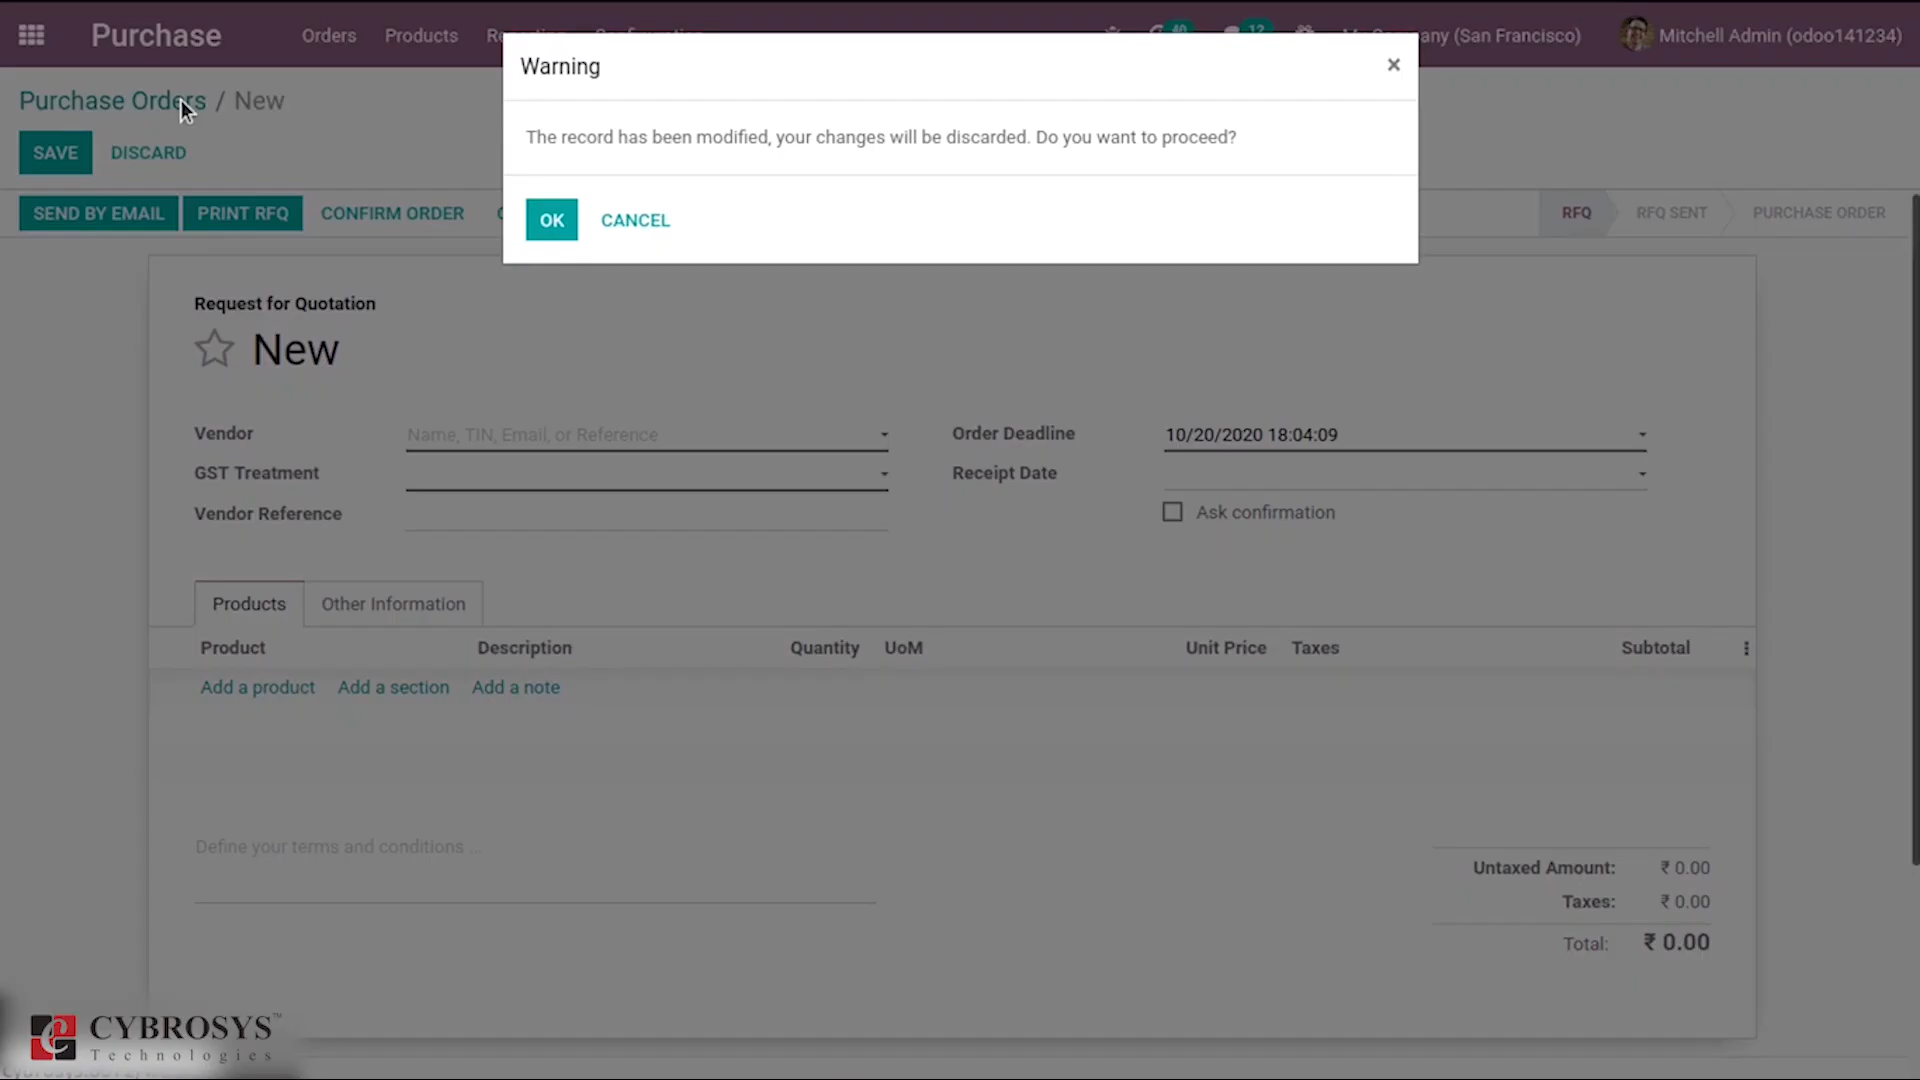 Purchase Orders Products 40 12 (San Francisco) Mitchell Admin (odoo141234)
Warning ×
Purchase Orders / New
The record has been modified, your changes will be discarded. Do you want to proceed?
SAVE DISCARD
OK CANCEL
SEND BY EMAIL PRINT RFQ CONFIRM ORDER RFQ RFQ SENT PURCHASE ORDER
Request for Quotation
New
Vendor Name, TIN, Email, or Reference Order Deadline 10/20/2020 18:04:09
GST Treatment Receipt Date
Vendor Reference Ask confirmation
Products Other Information
Product Description Quantity UoM Unit Price Taxes Subtotal
Add a product Add a section Add a note
Define your terms and conditions ...
Untaxed Amount: ₹ 0.00
Taxes: ₹ 0.00
Total: ₹ 0.00
CYBROSYS™
Technologies